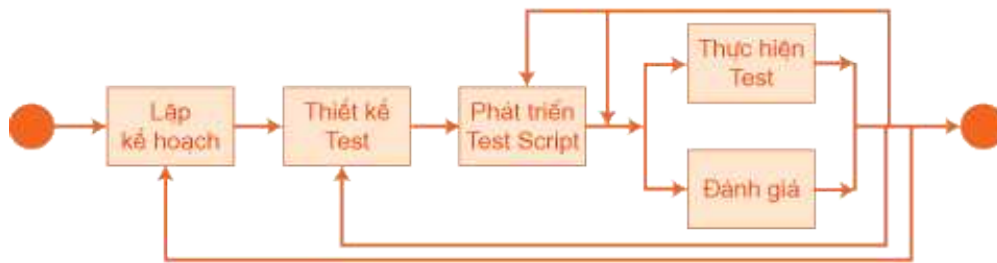 Lập
kế hoạch
Thiết kế
Test
Phát triển
Test Script
Thực hiện
Test
Đánh giá